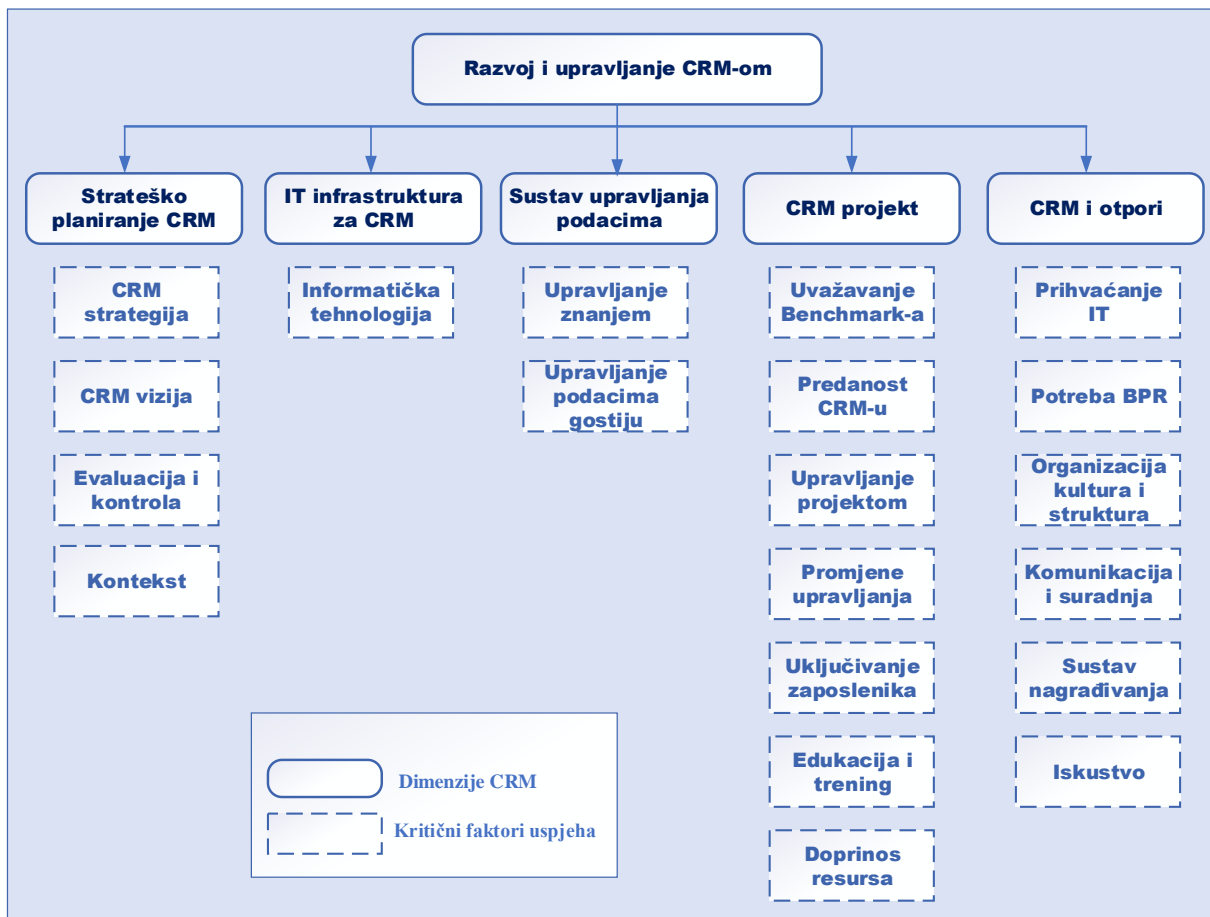 Razvoj i upravljanje CRM-om
Strateško
planiranje CRM
IT infrastruktura
za CRM
Sustav upravljanja
podacima
CRM projekt
CRM i otpori
CRM
strategija
CRM vizija
Evaluacija i
kontrola
Kontekst
Informatička
tehnologija
Upravljanje
znanjem
Upravljanje
podacima
gostiju
Uvažavanje
Benchmark-a
Predanost
CRM-u
Upravljanje
projektom
Promjene
upravljanja
Uključivanje
zaposlenika
Edukacija i
trening
Doprinos
resursa
Prihvaćanje
IT
Potreba BPR
Organizacija
kultura i
struktura
Komunikacija
i suradnja
Sustav
nagrađivanja
Iskustvo
Dimenzije CRM
Kritični faktori uspjeha